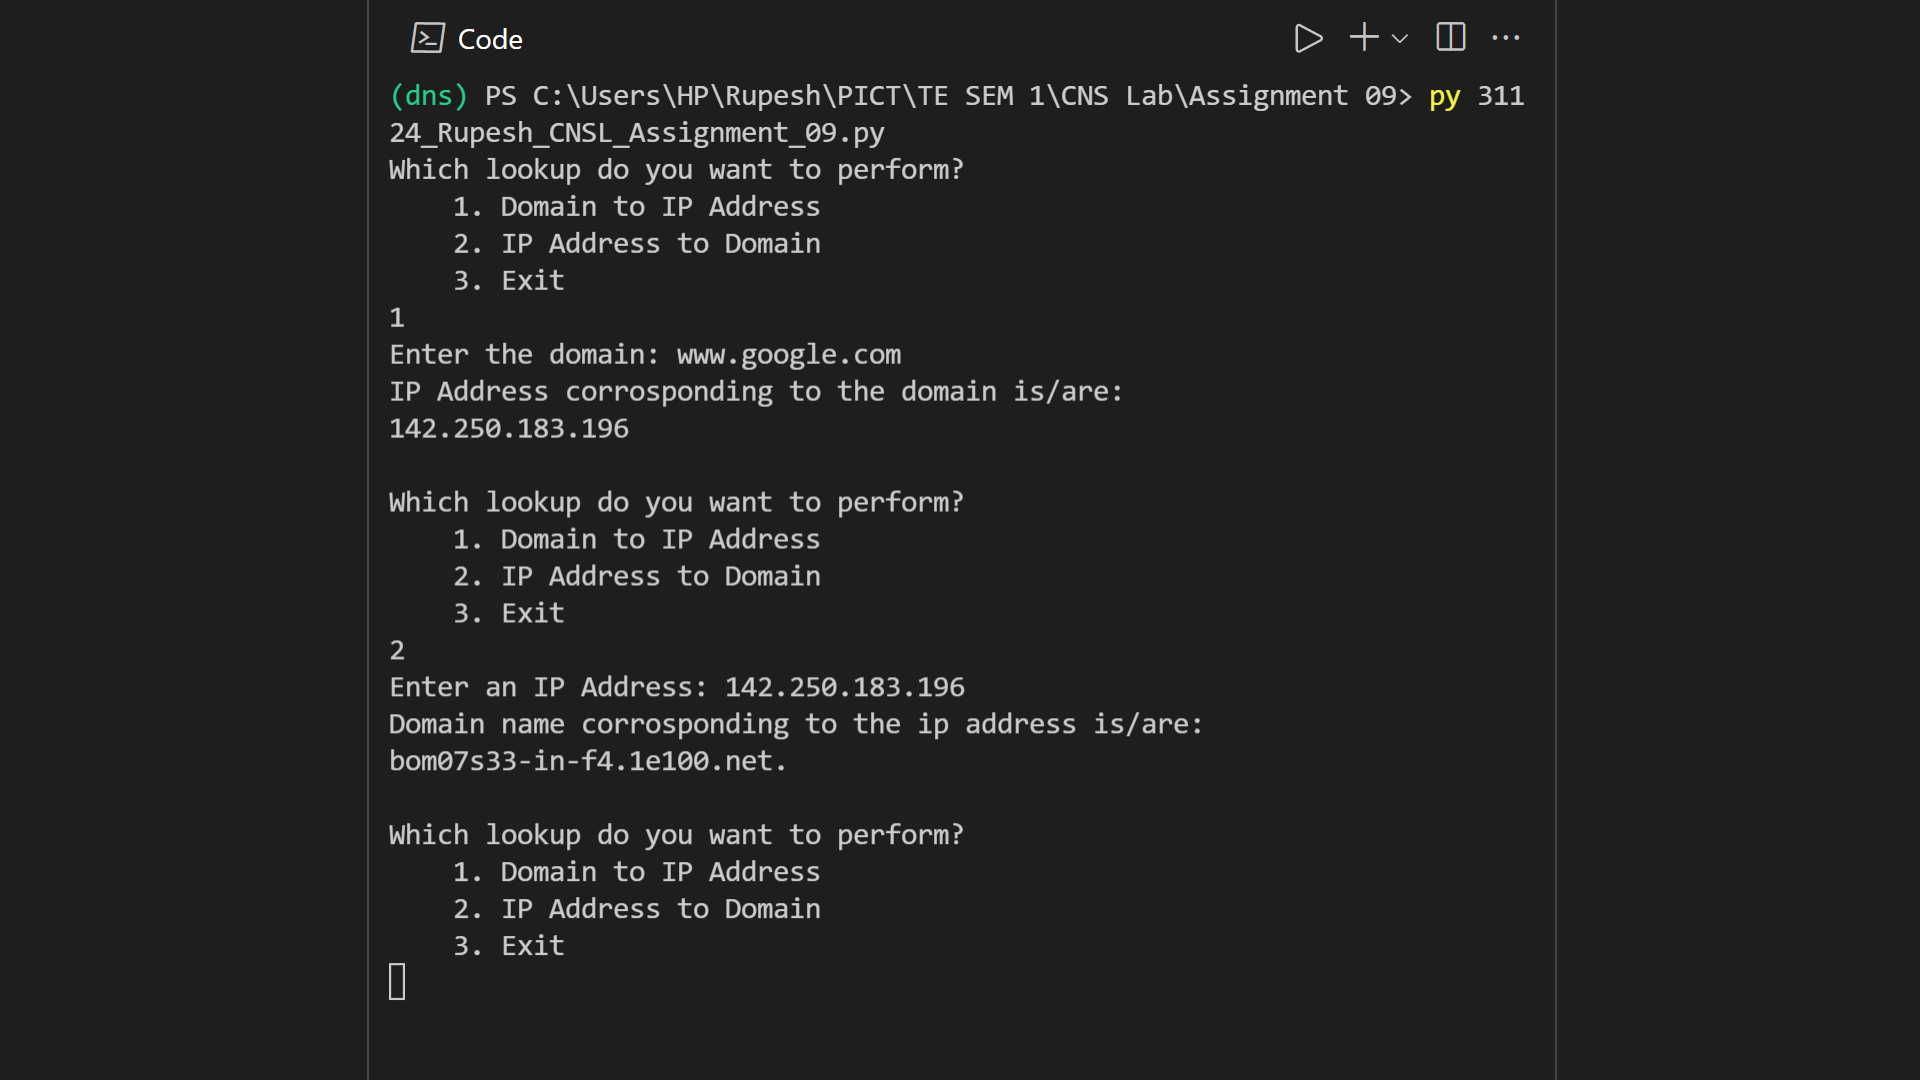 Code
(dns) PS C:\Users\HP\Rupesh\PICT\TE SEM 1\CNS Lab\Assignment 09> py 311
24_Rupesh_CNSL_Assignment_09.py
Which lookup do you want to perform?
    1. Domain to IP Address
    2. IP Address to Domain
    3. Exit
1
Enter the domain: www.google.com
IP Address corrosponding to the domain is/are:
142.250.183.196

Which lookup do you want to perform?
    1. Domain to IP Address
    2. IP Address to Domain
    3. Exit
2
Enter an IP Address: 142.250.183.196
Domain name corrosponding to the ip address is/are:
bom07s33-in-f4.1e100.net.

Which lookup do you want to perform?
    1. Domain to IP Address
    2. IP Address to Domain
    3. Exit